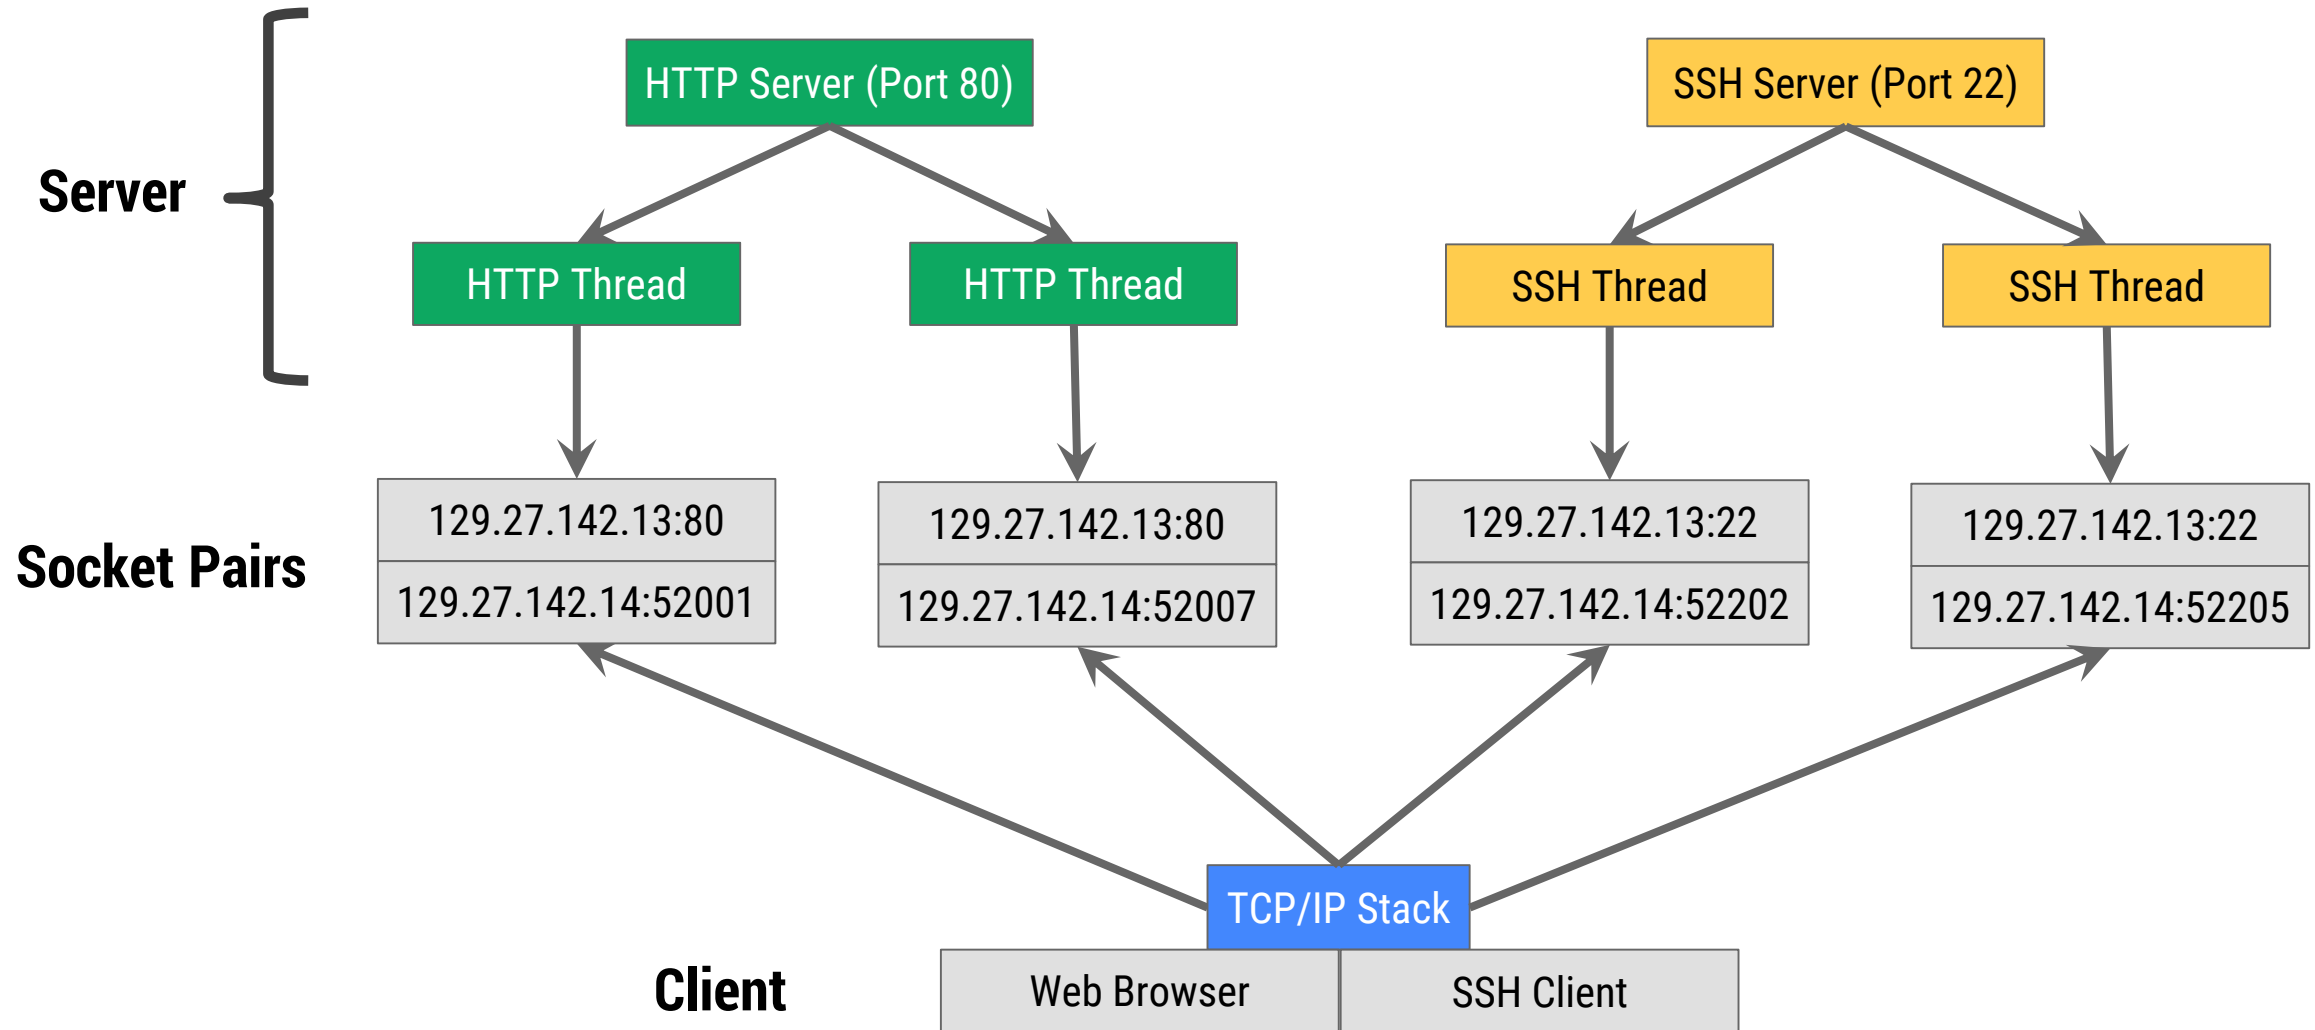 HTTP Server (Port 80)
SSH Server (Port 22)
Server
HTTP Thread
HTTP Thread
SSH Thread
SSH Thread
Socket Pairs
129.27.142.13:80
129.27.142.14:52001
129.27.142.13:80
129.27.142.14:52007
129.27.142.13:22
129.27.142.14:52202
129.27.142.13:22
129.27.142.14:52205
TCP/IP Stack
Client
Web Browser
SSH Client